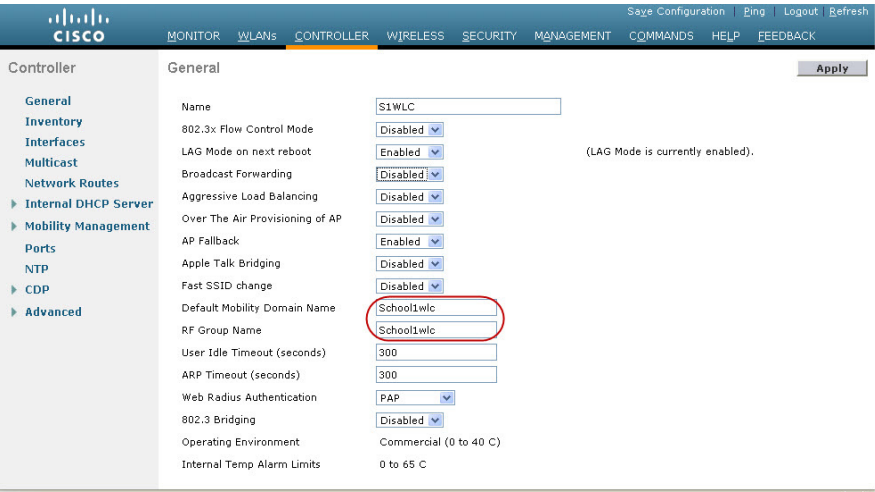 Save Configuration | Ping | Logout | Refresh
CISCO
MONITOR WLANs CONTROLLER WIRELESS SECURITY MANAGEMENT COMMANDS HELP FEEDBACK
Controller
General
Inventory
Interfaces
Multicast
Network Routes
Internal DHCP Server
Mobility Management
Ports
NTP
CDP
Advanced
General
Apply
Name S1WLC
802.3x Flow Control Mode Disabled
LAG Mode on next reboot Enabled (LAG Mode is currently enabled).
Broadcast Forwarding Disabled
Aggressive Load Balancing Disabled
Over The Air Provisioning of AP Disabled
AP Fallback Enabled
Apple Talk Bridging Disabled
Fast SSID change Disabled
Default Mobility Domain Name School1wlc
RF Group Name School1wlc
User Idle Timeout (seconds) 300
ARP Timeout (seconds) 300
Web Radius Authentication PAP
802.3 Bridging Disabled
Operating Environment Commercial (0 to 40 C)
Internal Temp Alarm Limits 0 to 65 C